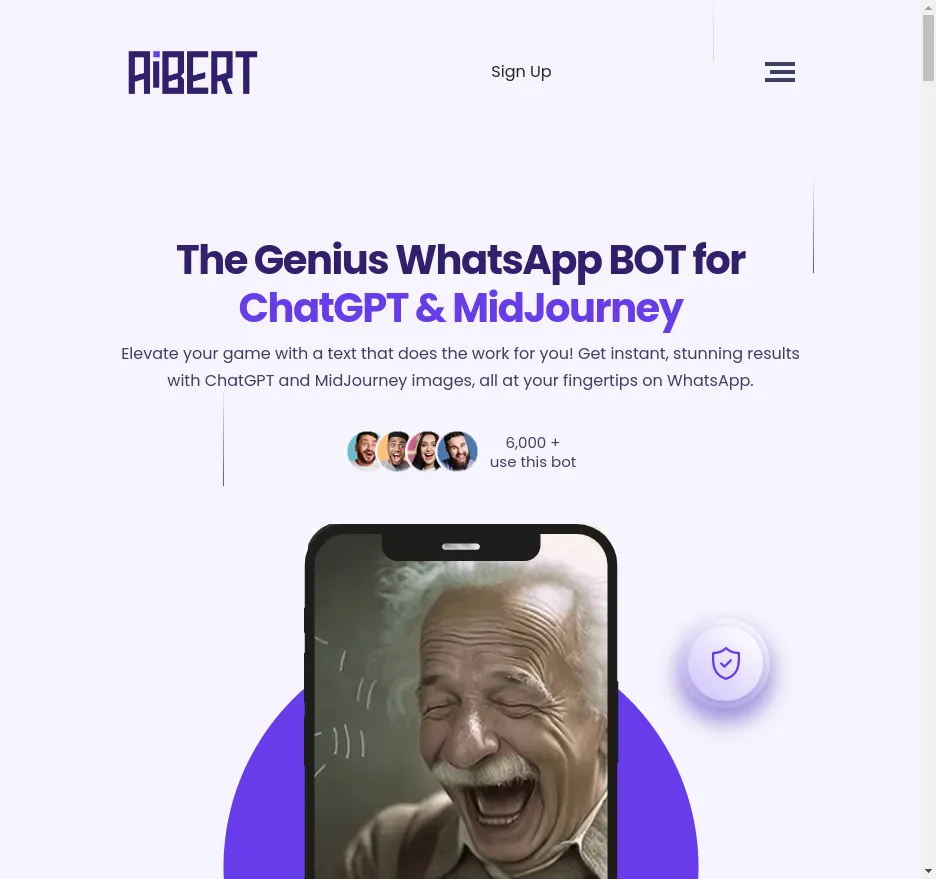 AiBERT
Sign Up
The Genius WhatsApp BOT for
ChatGPT & MidJourney
Elevate your game with a text that does the work for you! Get instant, stunning results
with ChatGPT and MidJourney images, all at your fingertips on WhatsApp.
6,000 +
use this bot